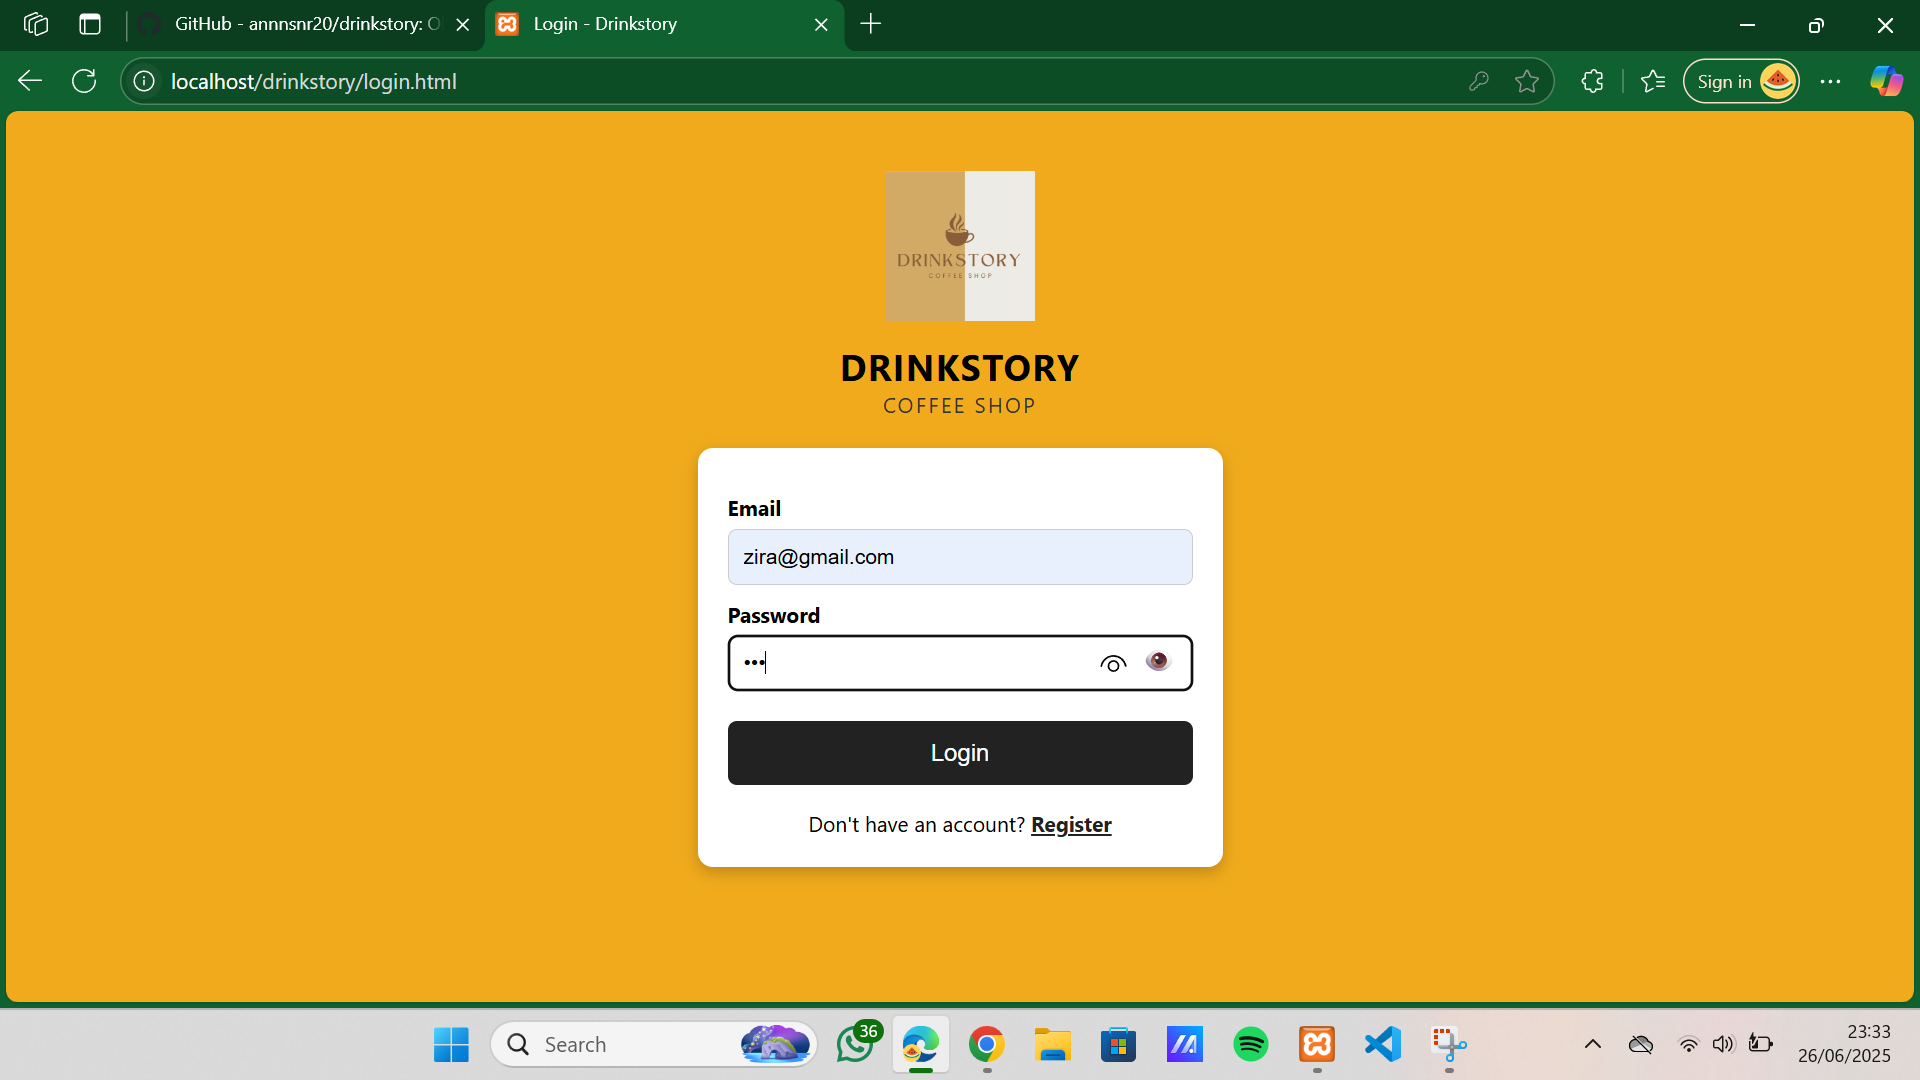 GitHub - annnsnr20/drinkstory: O
Login - Drinkstory
localhost/drinkstory/login.html
Sign in
DRINKSTORY
COFFEE SHOP
DRINKSTORY
COFFEE SHOP
Email
zira@gmail.com
Password
Login
Don't have an account? Register
Search
36
23:33
26/06/2025